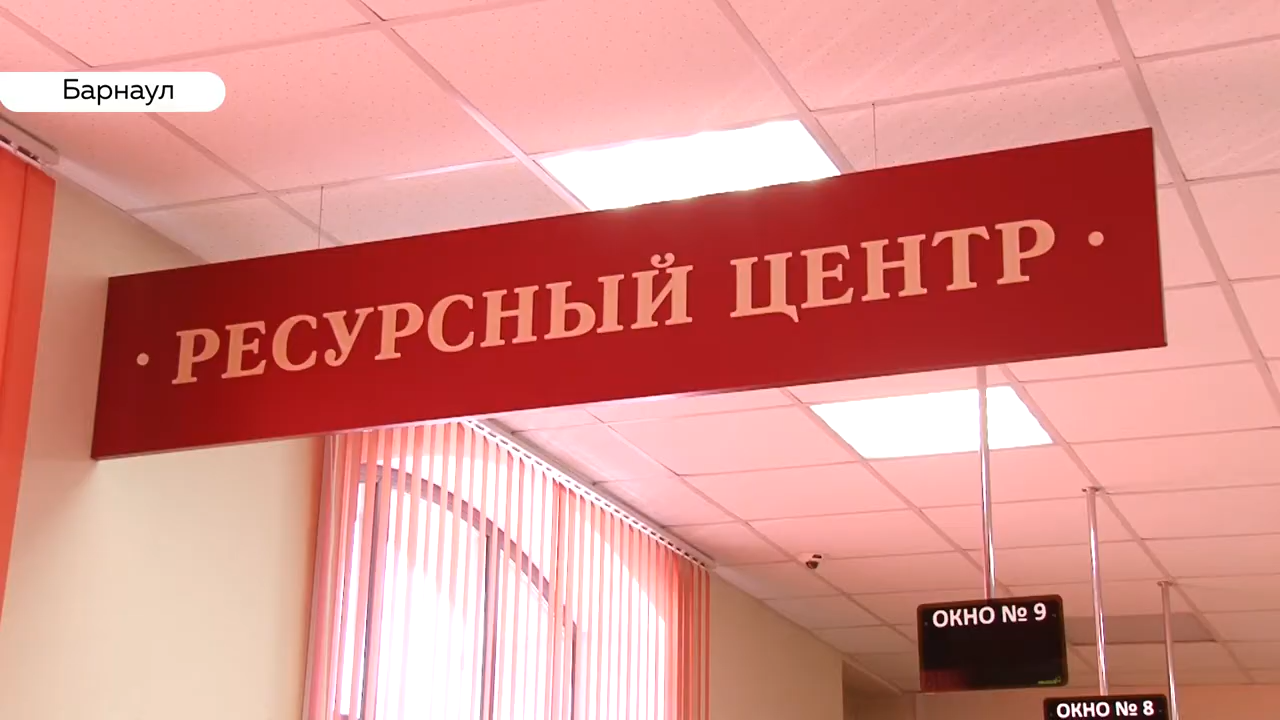 Барнаул
· РЕСУРСНЫЙ ЦЕНТР ·
ОКНО № 9
ОКНО № 8